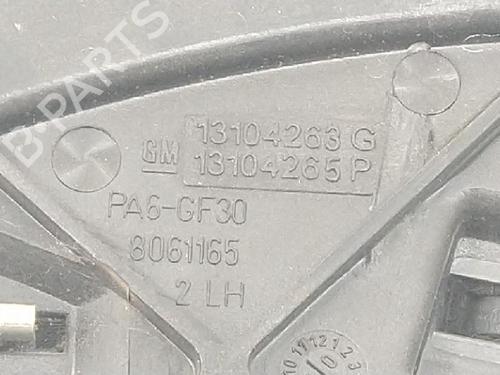 B-PARTS
GM
13104263 G
13104265 P
PA6-GF30
8061165
2 LH